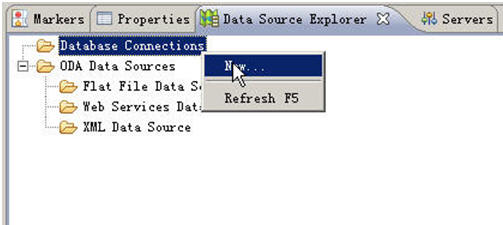 Markers Properties Data Source Explorer Servers
Database Connections
ODA Data Sources
New...
Flat File Data S
Refresh F5
Web Services Dat
XML Data Source